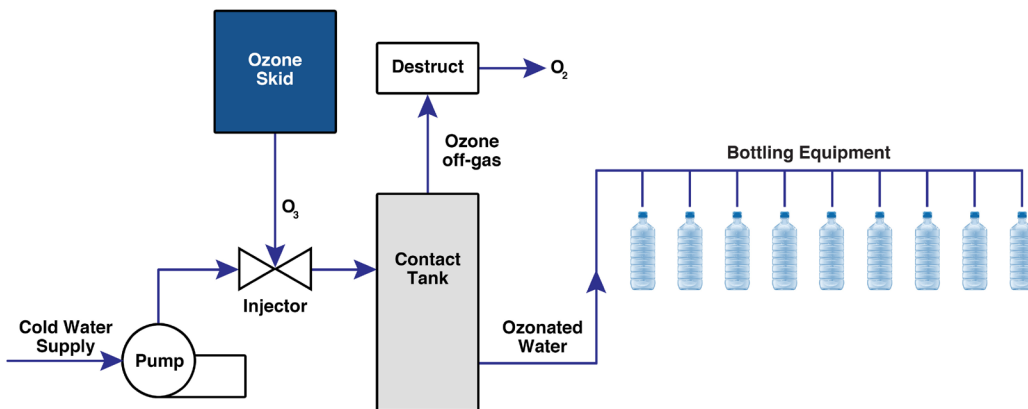 Ozone
Skid
Destruct
O₂
Ozone
off-gas
Bottling Equipment
O₃
Contact
Tank
Injector
Cold Water
Supply
Pump
Ozonated
Water